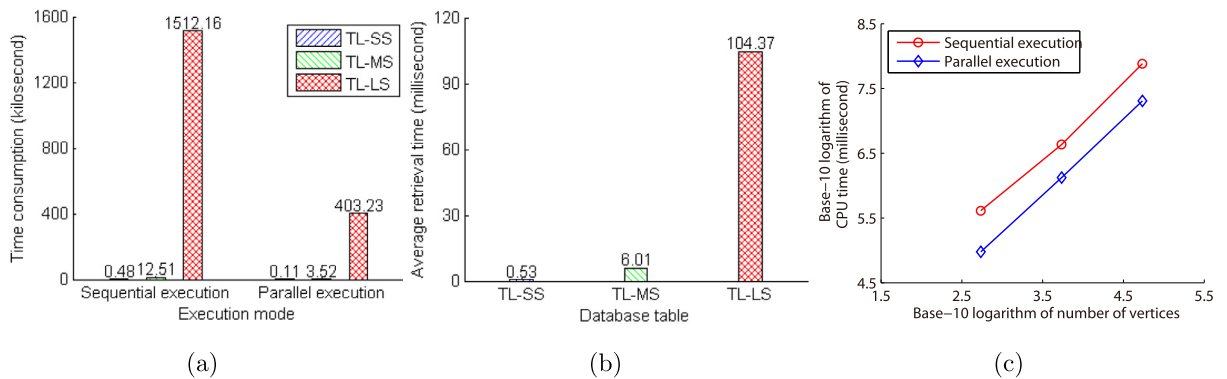 1600
1200
800
400
0
Time consumption (kilosecond)
1512.16
0.48
12.51
0.11
3.52
403.23
TL-SS
TL-MS
TL-LS
Sequential execution
Parallel execution
Execution mode
(a)
120
90
60
30
0
Average retrieval time (millisecond)
0.53
6.01
104.37
TL-SS
TL-MS
TL-LS
Database table
(b)
8.5
7.5
6.5
5.5
4.5
Base−10 logarithm of
CPU time (millisecond)
Sequential execution
Parallel execution
1.5
2.5
3.5
4.5
5.5
Base−10 logarithm of number of vertices
(c)